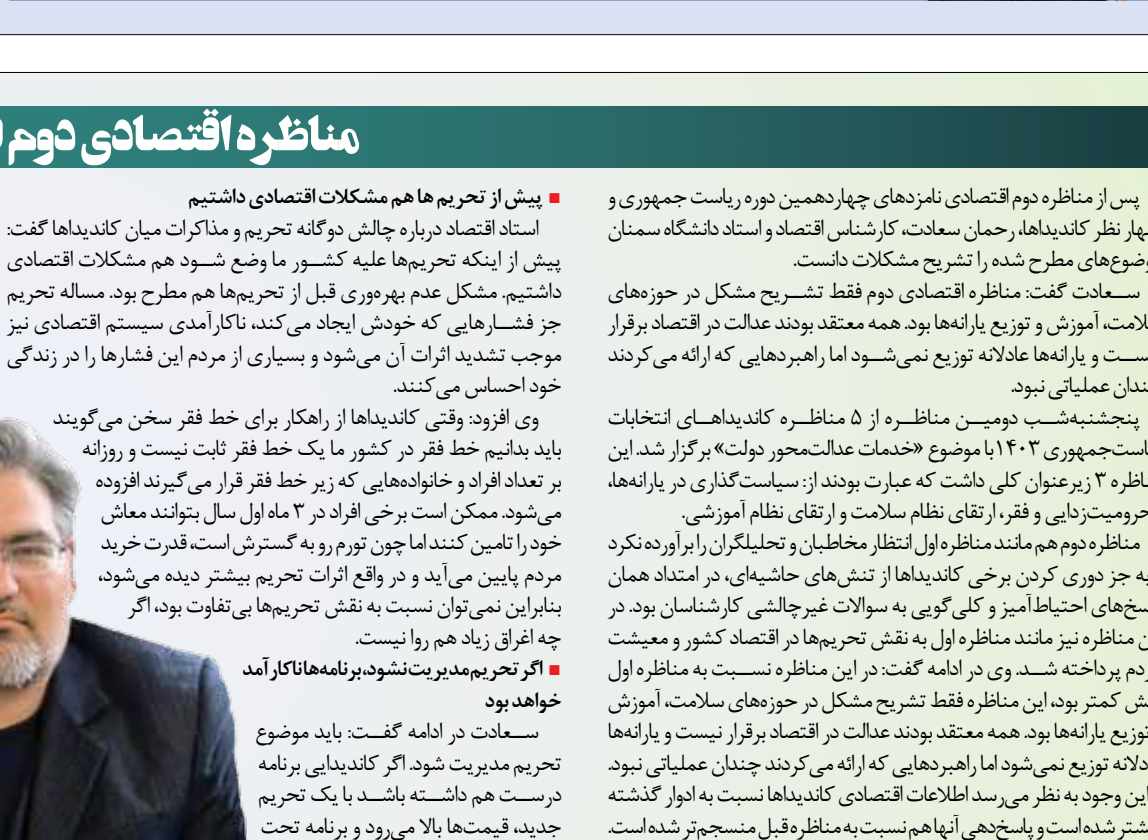 مناظره اقتصادی دوم
پس از مناظره دوم اقتصادی نامزدهای چهاردهمین دوره ریاست جمهوری و
نظر کاندیداها، رحمان سعادت، کارشناس اقتصاد و استاد دانشگاه سمنان
مطرح شده را تشریح مشکلات دانست.
سعادت گفت: مناظره اقتصادی دوم فقط تشریح مشکل در حوزه‌های
آموزش و توزیع یارانه‌ها بود. همه معتقد بودند عدالت در اقتصاد برقرار
و یارانه‌ها عادلانه توزیع نمی‌شود اما راهبردهایی که ارائه می‌کردند
عملیاتی نبود.
پنجشنبه‌شب دومین مناظره از ۵ مناظره کاندیداهای انتخابات
۱۴۰۳با موضوع «خدمات عدالت‌محور دولت» برگزار شد. این
۳ زیرعنوان کلی داشت که عبارت بودند از: سیاست‌گذاری در یارانه‌ها،
و فقر، ارتقای نظام سلامت و ارتقای نظام آموزشی.
مناظره دوم هم مانند مناظره اول انتظار مخاطبان و تحلیلگران را برآورده نکرد
به جز دوری کردن برخی کاندیداها از تنش‌های حاشیه‌ای، در امتداد همان
احتیاط‌آمیز و کلی‌گویی به سوالات غیرچالشی کارشناسان بود. در
مناظره نیز مانند مناظره اول به نقش تحریم‌ها در اقتصاد کشور و معیشت
پرداخته شد. وی در ادامه گفت: در این مناظره نسبت به مناظره اول
کمتر بود، این مناظره فقط تشریح مشکل در حوزه‌های سلامت، آموزش
توزیع یارانه‌ها بود. همه معتقد بودند عدالت در اقتصاد برقرار نیست و یارانه‌ها
توزیع نمی‌شود اما راهبردهایی که ارائه می‌کردند چندان عملیاتی نبود.
این وجود به نظر می‌رسد اطلاعات اقتصادی کاندیداها نسبت به ادوار گذشته
شده است و پاسخ‌دهی آنها هم نسبت به مناظره قبل منسجم‌تر شده است.
■ پیش از تحریم ها هم مشکلات اقتصادی داشتیم
استاد اقتصاد درباره چالش دوگانه تحریم و مذاکرات میان کاندیداها گفت:
پیش از اینکه تحریم‌ها علیه کشور ما وضع شود هم مشکلات اقتصادی
داشتیم. مشکل عدم بهره‌وری قبل از تحریم‌ها هم مطرح بود. مساله تحریم
جز فشارهایی که خودش ایجاد می‌کند، ناکارآمدی سیستم اقتصادی نیز
موجب تشدید اثرات آن می‌شود و بسیاری از مردم این فشارها را در زندگی
خود احساس می‌کنند.
وی افزود: وقتی کاندیداها از راهکار برای خط فقر سخن می‌گویند
باید بدانیم خط فقر در کشور ما یک خط فقر ثابت نیست و روزانه
بر تعداد افراد و خانواده‌هایی که زیر خط فقر قرار می‌گیرند افزوده
می‌شود. ممکن است برخی افراد در ۳ ماه اول سال بتوانند معاش
خود را تامین کنند اما چون تورم رو به گسترش است، قدرت خرید
مردم پایین می‌آید و در واقع اثرات تحریم بیشتر دیده می‌شود،
بنابراین نمی‌توان نسبت به نقش تحریم‌ها بی‌تفاوت بود، اگر
چه اغراق زیاد هم روا نیست.
■ اگر تحریم مدیریت نشود، برنامه‌ها ناکارآمد
خواهد بود
سعادت در ادامه گفت: باید موضوع
تحریم مدیریت شود. اگر کاندیدایی برنامه
درست هم داشته باشد با یک تحریم
جدید، قیمت‌ها بالا می‌رود و برنامه تحت